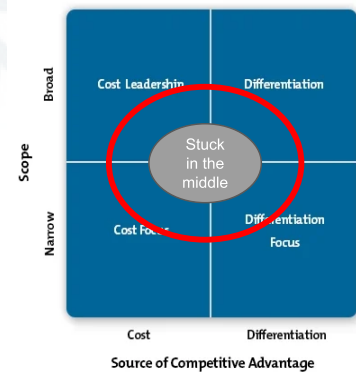 Broad
Cost Leadership
Differentiation
Scope
Stuck
in the
middle
Narrow
Cost Focus
Differentiation
Focus
Cost
Differentiation
Source of Competitive Advantage